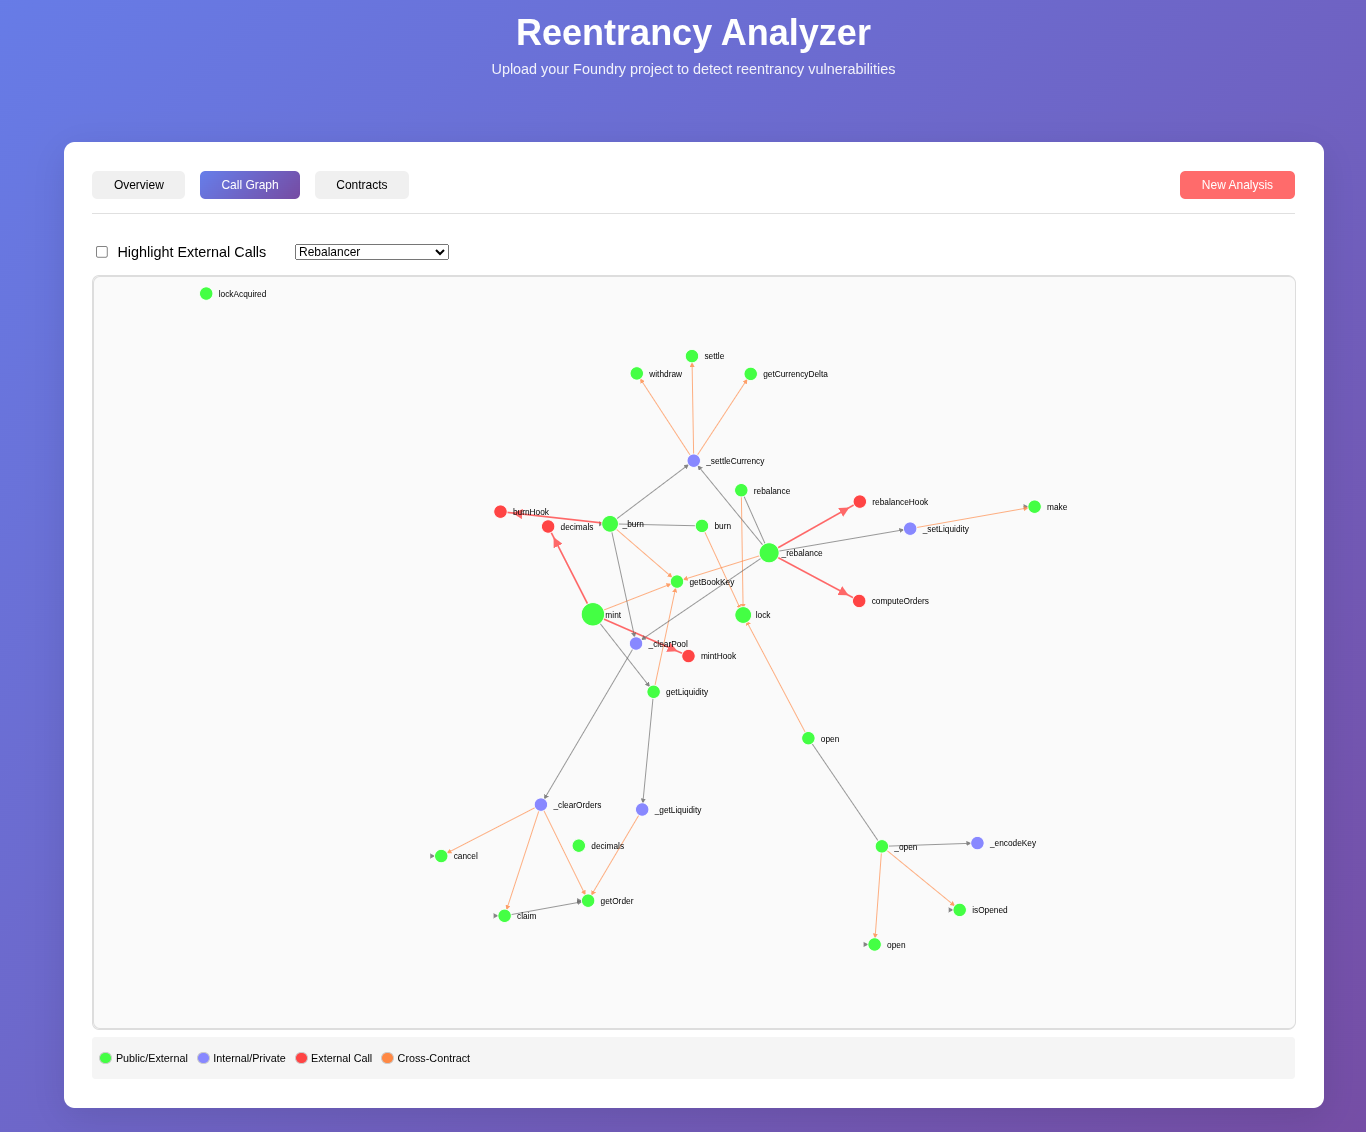 Reentrancy Analyzer
Upload your Foundry project to detect reentrancy vulnerabilities
Overview
Call Graph
Contracts
New Analysis
Highlight External Calls
Rebalancer
lockAcquired
settle
withdraw
getCurrencyDelta
_settleCurrency
rebalance
rebalanceHook
make
burnHook
decimals
_burn
burn
_setLiquidity
_rebalance
getBookKey
computeOrders
mint
lock
_clearPool
mintHook
getLiquidity
open
_clearOrders
_getLiquidity
decimals
_open
_encodeKey
cancel
getOrder
claim
isOpened
open
Public/External
Internal/Private
External Call
Cross-Contract